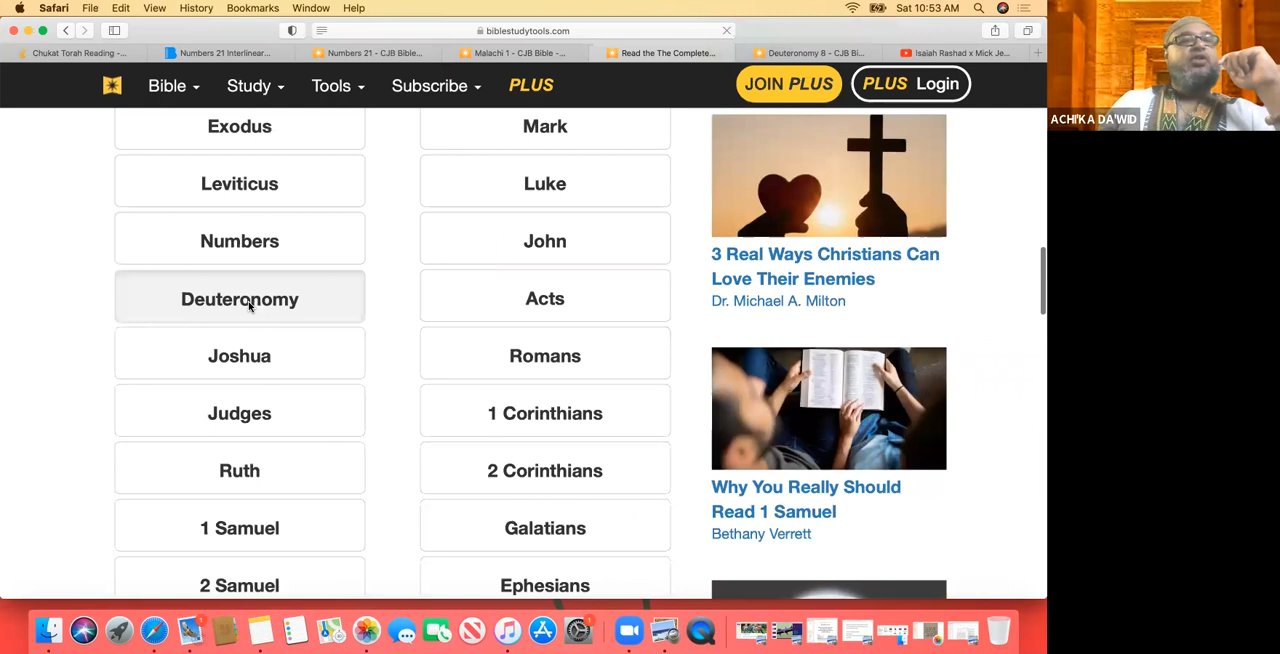 Safari File Edit View History Bookmarks Window Help
Sat 10:53 AM
biblestudytools.com
Chukat Torah Reading -...
Numbers 21 Interlinear...
Numbers 21 - CJB Bible...
Malachi 1 - CJB Bible -...
Read the The Complete...
Deuteronomy 8 - CJB Bi...
Isaiah Rashad x Mick Je...
Bible Study Tools Subscribe PLUS
JOIN PLUS
PLUS Login
ACHI'KA DA'WID
Exodus
Leviticus
Numbers
Deuteronomy
Joshua
Judges
Ruth
1 Samuel
2 Samuel
Mark
Luke
John
Acts
Romans
1 Corinthians
2 Corinthians
Galatians
Ephesians
3 Real Ways Christians Can
Love Their Enemies
Dr. Michael A. Milton
Why You Really Should
Read 1 Samuel
Bethany Verrett